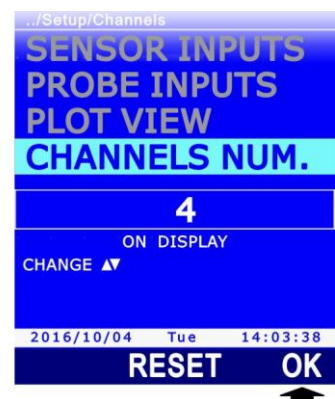 ../Setup/Channels
SENSOR INPUTS
PROBE INPUTS
PLOT VIEW
CHANNELS NUM.
4
ON DISPLAY
CHANGE ▲▼
2016/10/04 Tue 14:03:38
RESET OK